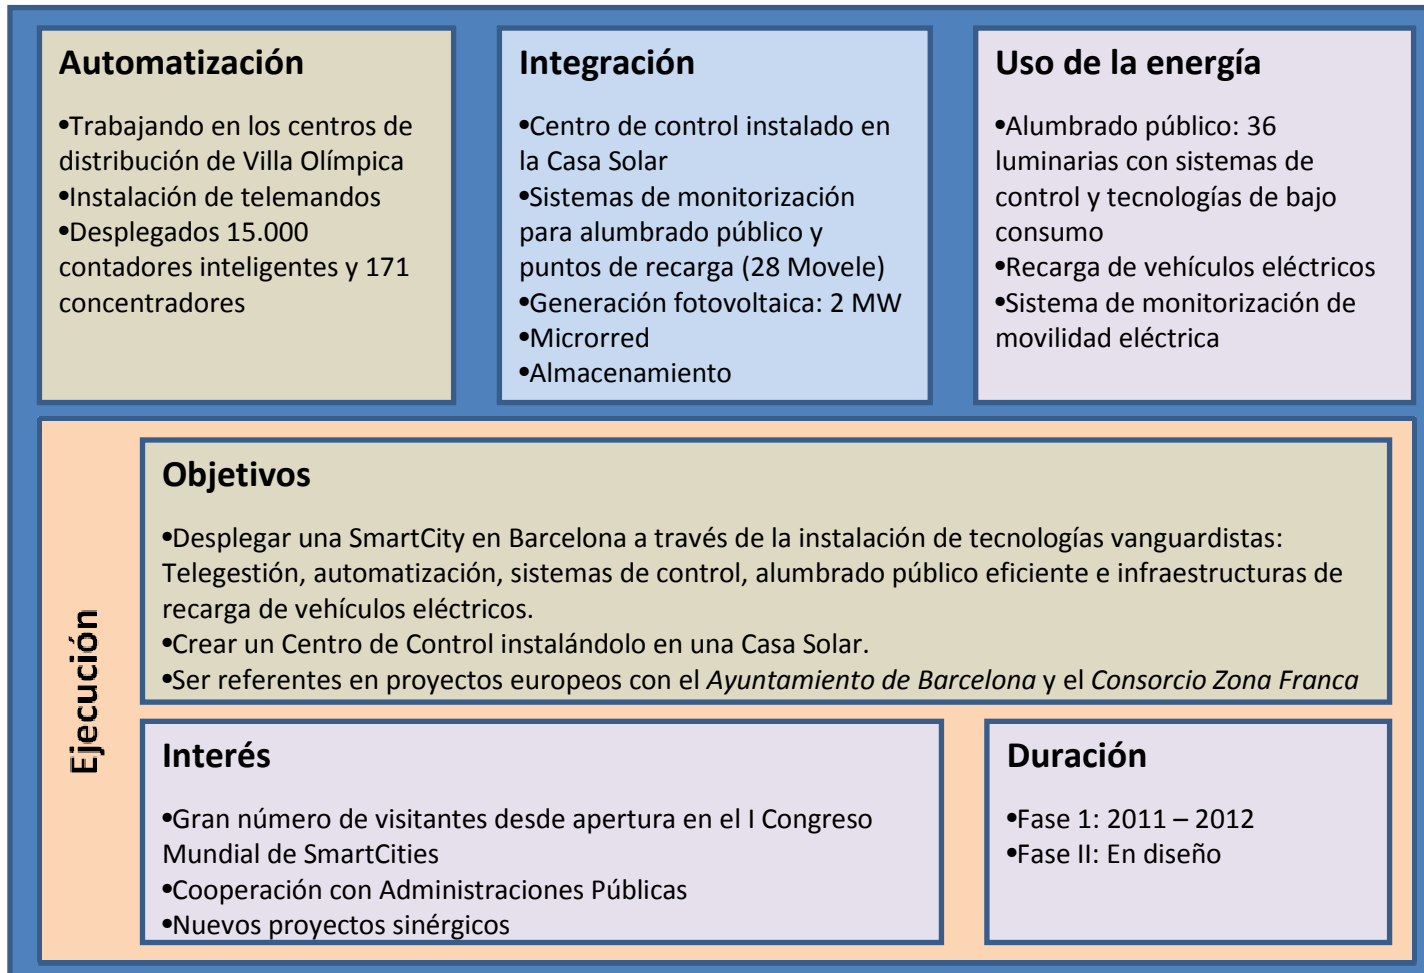 Automatización
•Trabajando en los centros de
distribución de Villa Olímpica
•Instalación de telemandos
•Desplegados 15.000
contadores inteligentes y 171
concentradores
Integración
•Centro de control instalado en
la Casa Solar
•Sistemas de monitorización
para alumbrado público y
puntos de recarga (28 Movele)
•Generación fotovoltaica: 2 MW
•Microrred
•Almacenamiento
Uso de la energía
•Alumbrado público: 36
luminarias con sistemas de
control y tecnologías de bajo
consumo
•Recarga de vehículos eléctricos
•Sistema de monitorización de
movilidad eléctrica
Ejecución
Objetivos
•Desplegar una SmartCity en Barcelona a través de la instalación de tecnologías vanguardistas:
Telegestión, automatización, sistemas de control, alumbrado público eficiente e infraestructuras de
recarga de vehículos eléctricos.
•Crear un Centro de Control instalándolo en una Casa Solar.
•Ser referentes en proyectos europeos con el Ayuntamiento de Barcelona y el Consorcio Zona Franca
Interés
•Gran número de visitantes desde apertura en el I Congreso
Mundial de SmartCities
•Cooperación con Administraciones Públicas
•Nuevos proyectos sinérgicos
Duración
•Fase 1: 2011 – 2012
•Fase II: En diseño